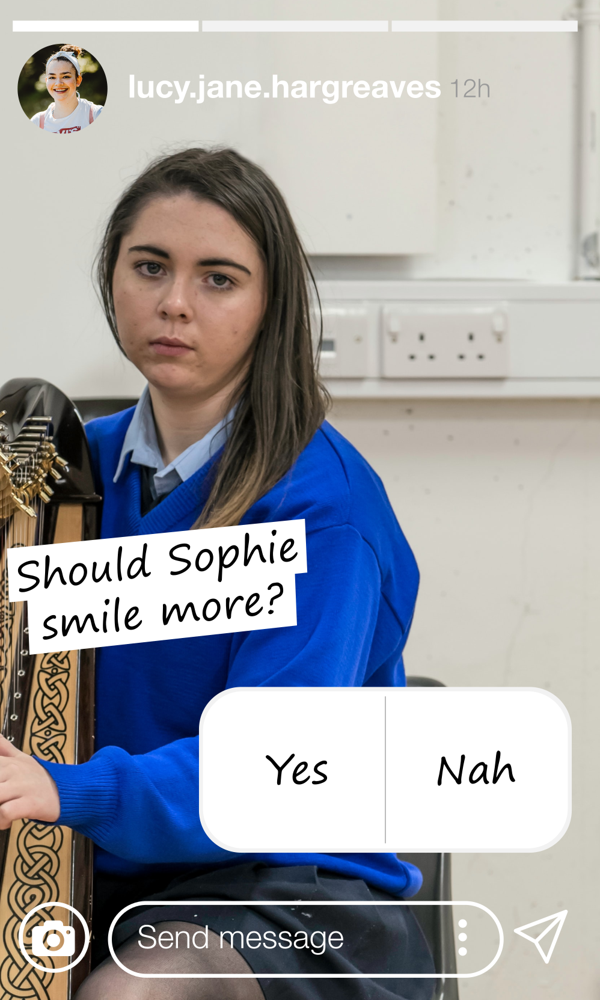 lucy.jane.hargreaves 12h
Should Sophie
smile more?
Yes
Nah
Send message